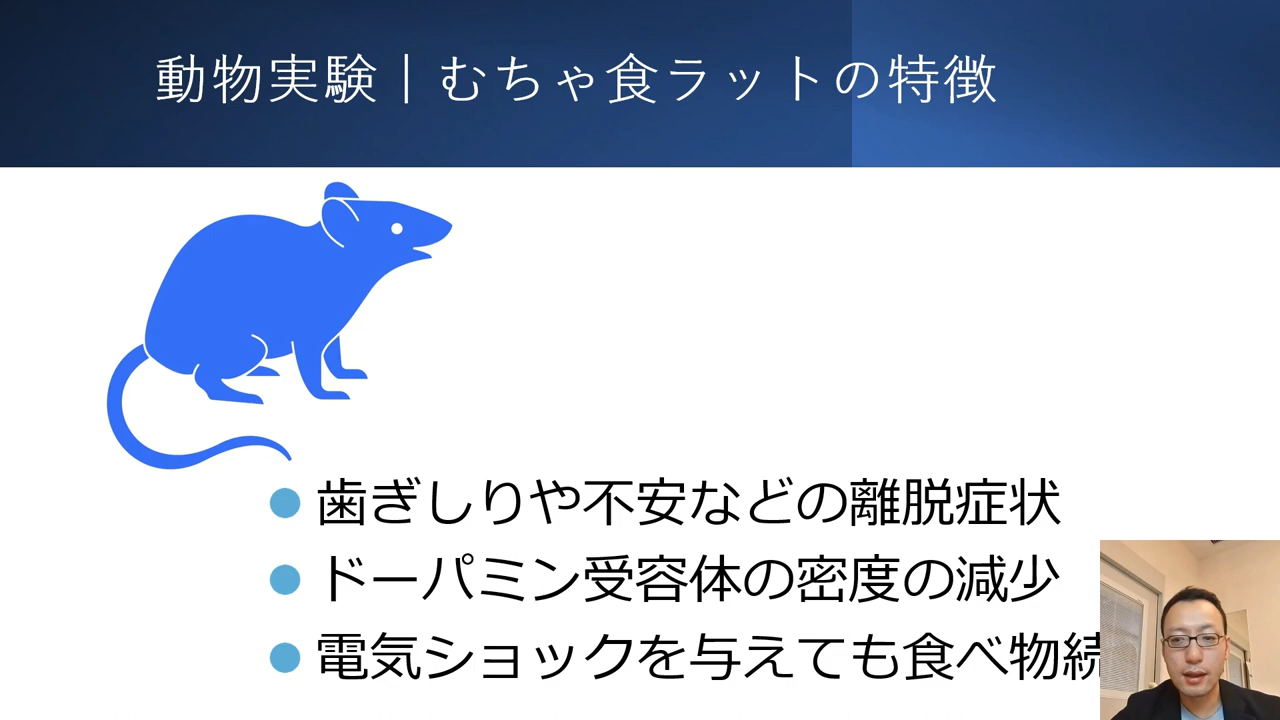 動物実験｜むちゃ食ラットの特徴
歯ぎしりや不安などの離脱症状
ドーパミン受容体の密度の減少
電気ショックを与えても食べ物続